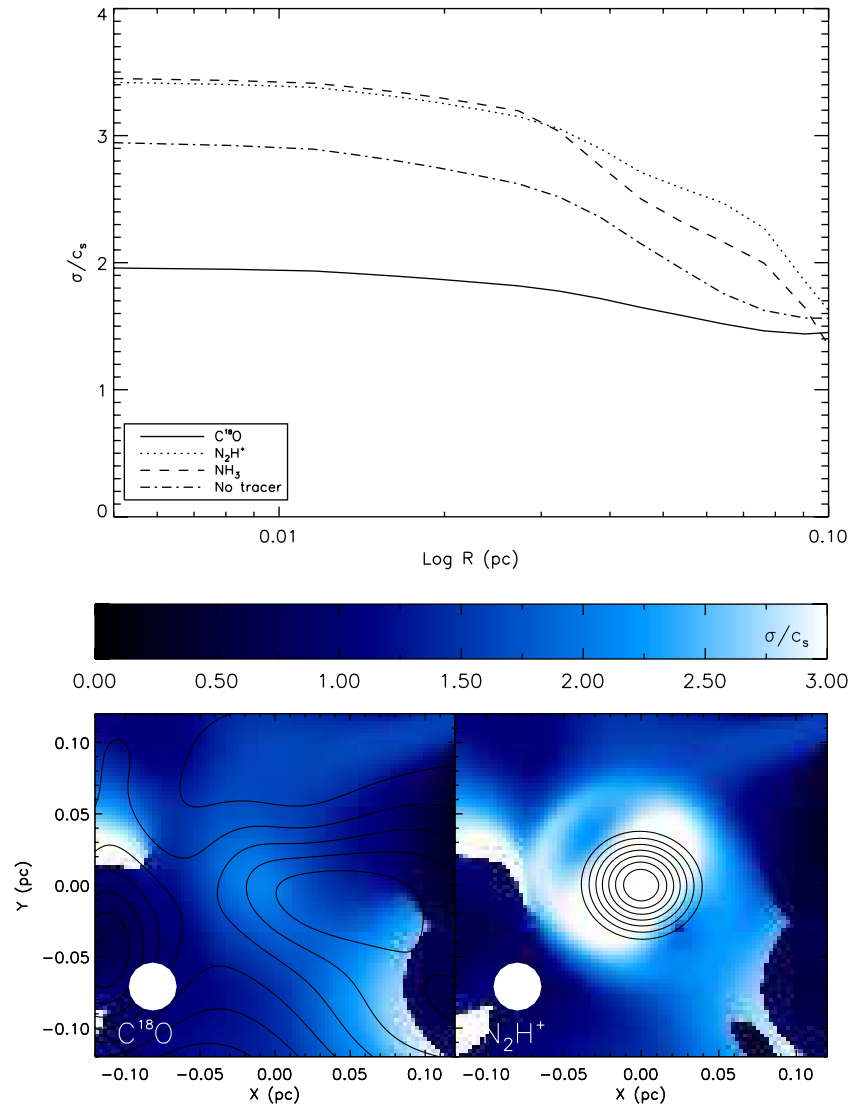 4
3
2
1
0
σ/cₛ
C¹⁸O
N₂H⁺
NH₃
No tracer
0.01 0.10
Log R (pc)
σ/cₛ
0.00 0.50 1.00 1.50 2.00 2.50 3.00
0.10
0.05
0.00
−0.05
−0.10
Y (pc)
C¹⁸O N₂H⁺
−0.10 −0.05 0.00 0.05 0.10 −0.10 −0.05 0.00 0.05 0.10
X (pc) X (pc)